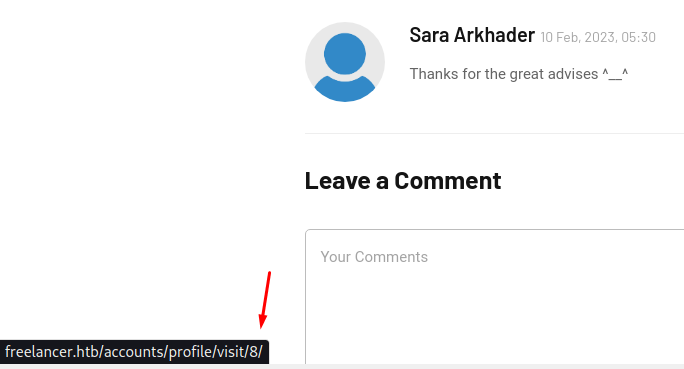 Sara Arkhader 10 Feb, 2023, 05:30
Thanks for the great advises ^__^
Leave a Comment
Your Comments
freelancer.htb/accounts/profile/visit/8/